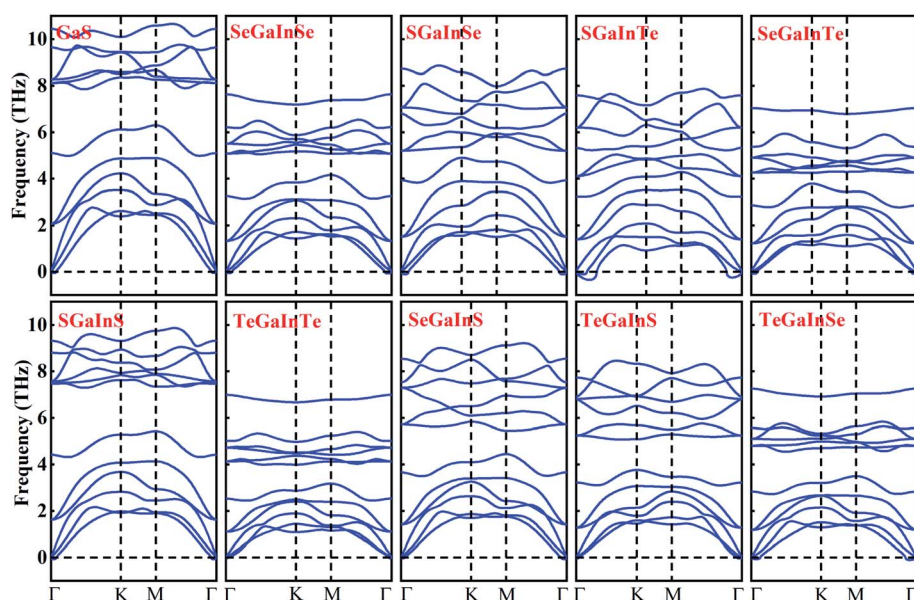 GaS
SeGaInSe
SGaInSe
SGaInTe
SeGaInTe
Frequency (THz)
10
8
6
4
2
0
SGaInS
TeGaInTe
SeGaInS
TeGaInS
TeGaInSe
Frequency (THz)
10
8
6
4
2
0
Γ K M Γ K M Γ K M Γ K M Γ K M Γ